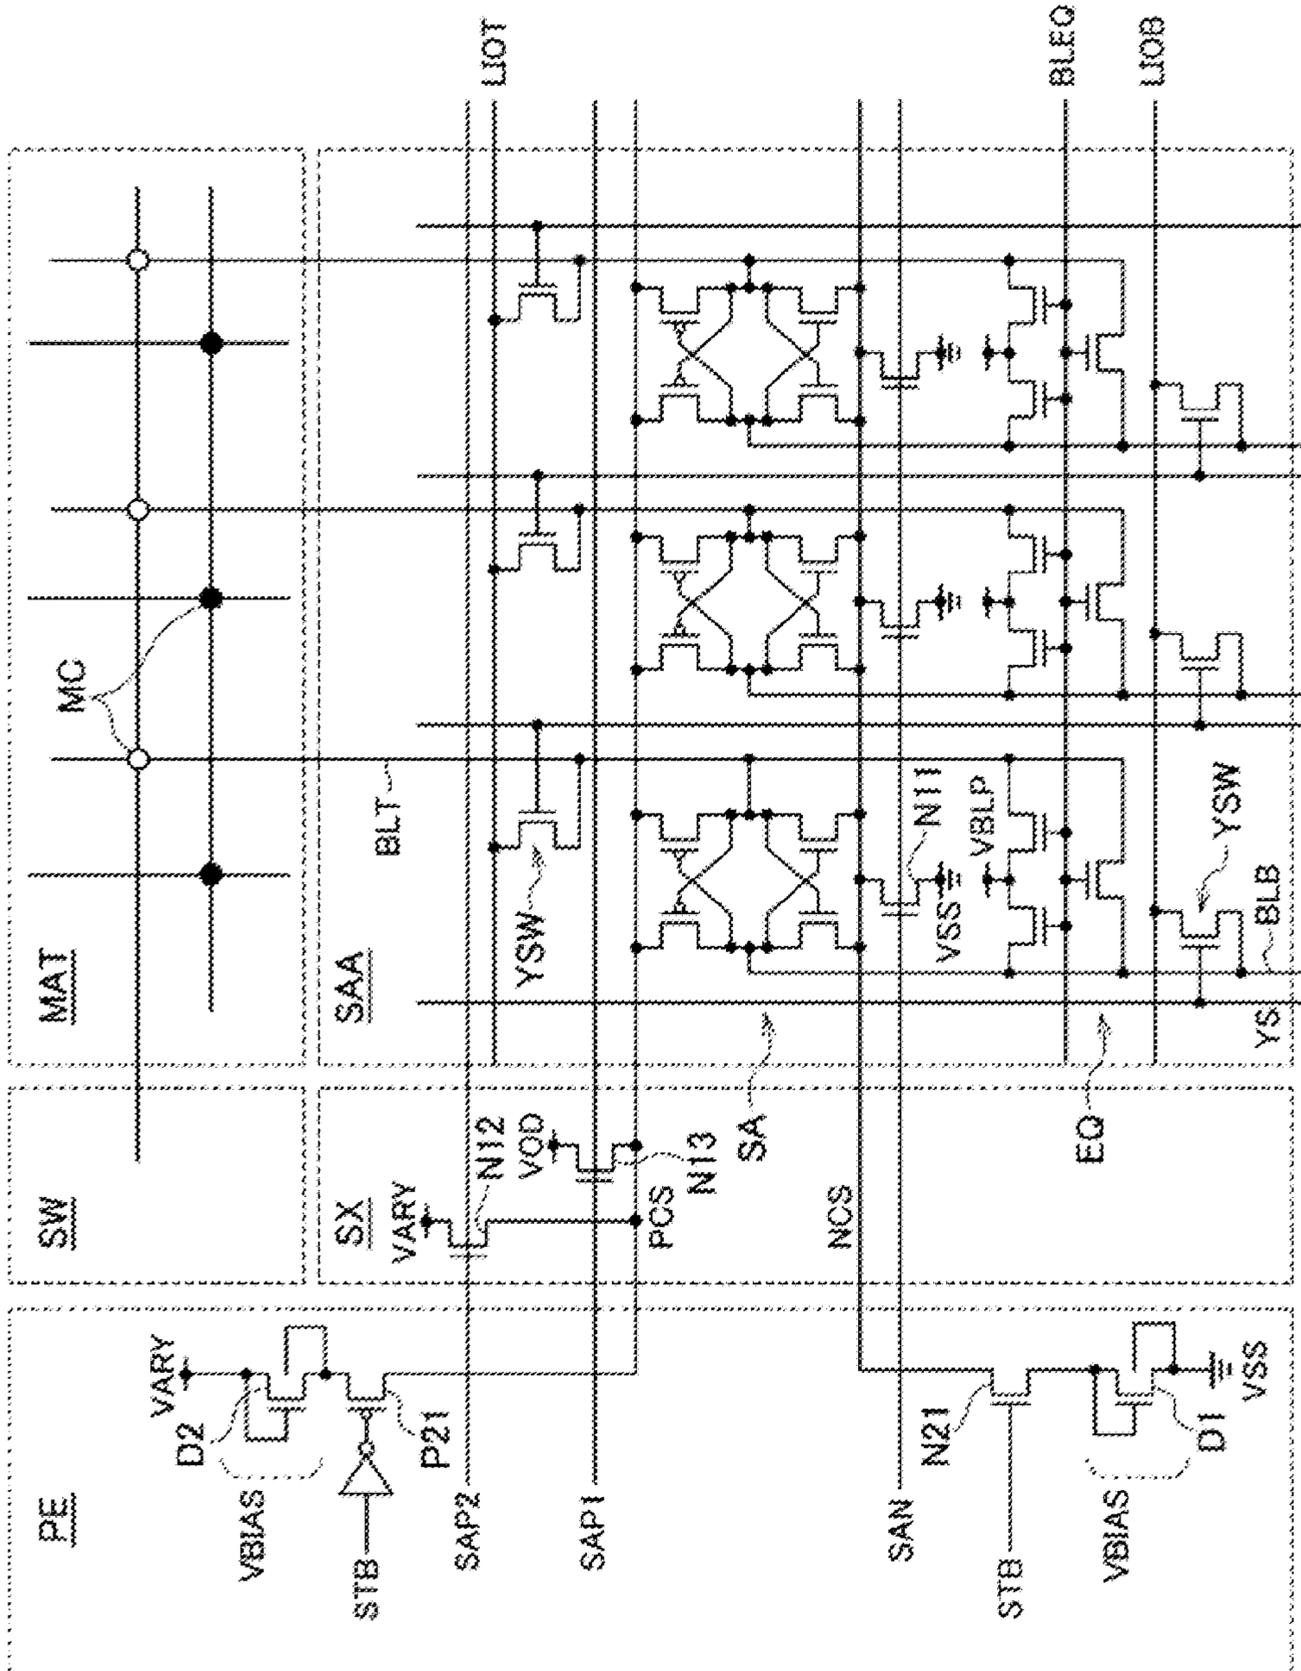 PE
SW
MAT
SX
SAA
VARY
D2
VBIAS
STB
P21
SAP2
SAP1
SAN
N21
STB
VBIAS
D1
VSS
VARY
N12
VOD
N13
PCS
NCS
SA
EQ
MC
BLT
YSW
N11
VSS
VBLP
YSW
BLB
YS
LIOT
BLEQ
LIOB